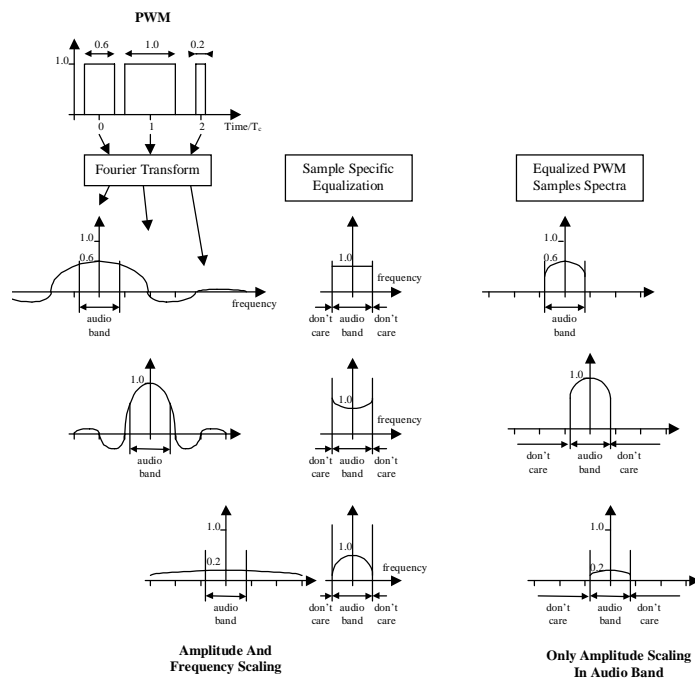 PWM
0.6
1.0
0.2
1.0
0
1
2
Time/Tc
Fourier Transform
Sample Specific
Equalization
Equalized PWM
Samples Spectra
1.0
0.6
frequency
audio
band
1.0
frequency
don't
care
audio
band
don't
care
1.0
0.6
audio
band
1.0
audio
band
1.0
frequency
don't
care
audio
band
don't
care
1.0
don't
care
audio
band
don't
care
1.0
0.2
audio
band
1.0
frequency
don't
care
audio
band
don't
care
1.0
0.2
don't
care
audio
band
don't
care
Amplitude And
Frequency Scaling
Only Amplitude Scaling
In Audio Band